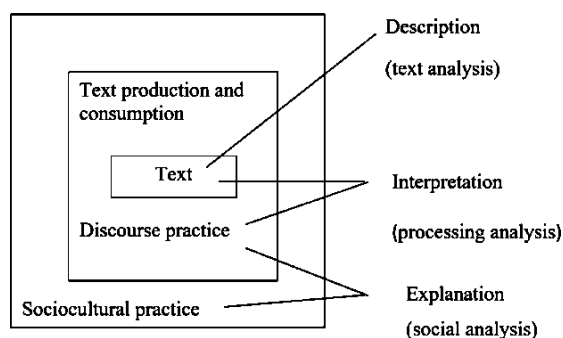 Description
(text analysis)
Text production and
consumption
Text
Interpretation
Discourse practice
(processing analysis)
Explanation
Sociocultural practice
(social analysis)